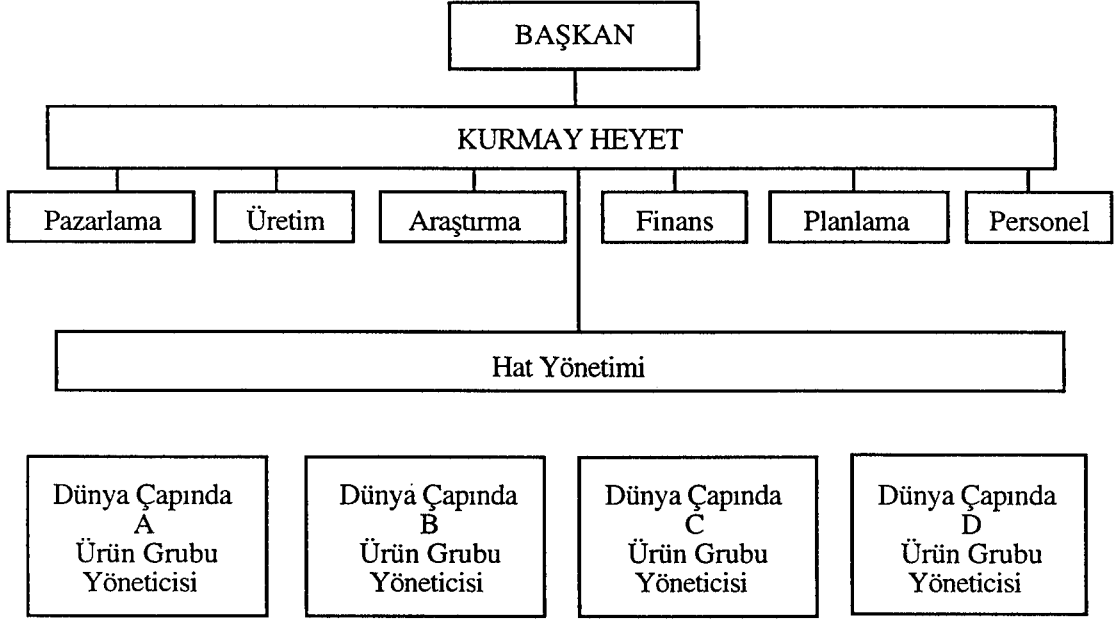 BAŞKAN
KURMAY HEYET
Pazarlama
Üretim
Araştırma
Finans
Planlama
Personel
Hat Yönetimi
Dünya Çapında
A
Ürün Grubu
Yöneticisi
Dünya Çapında
B
Ürün Grubu
Yöneticisi
Dünya Çapında
C
Ürün Grubu
Yöneticisi
Dünya Çapında
D
Ürün Grubu
Yöneticisi